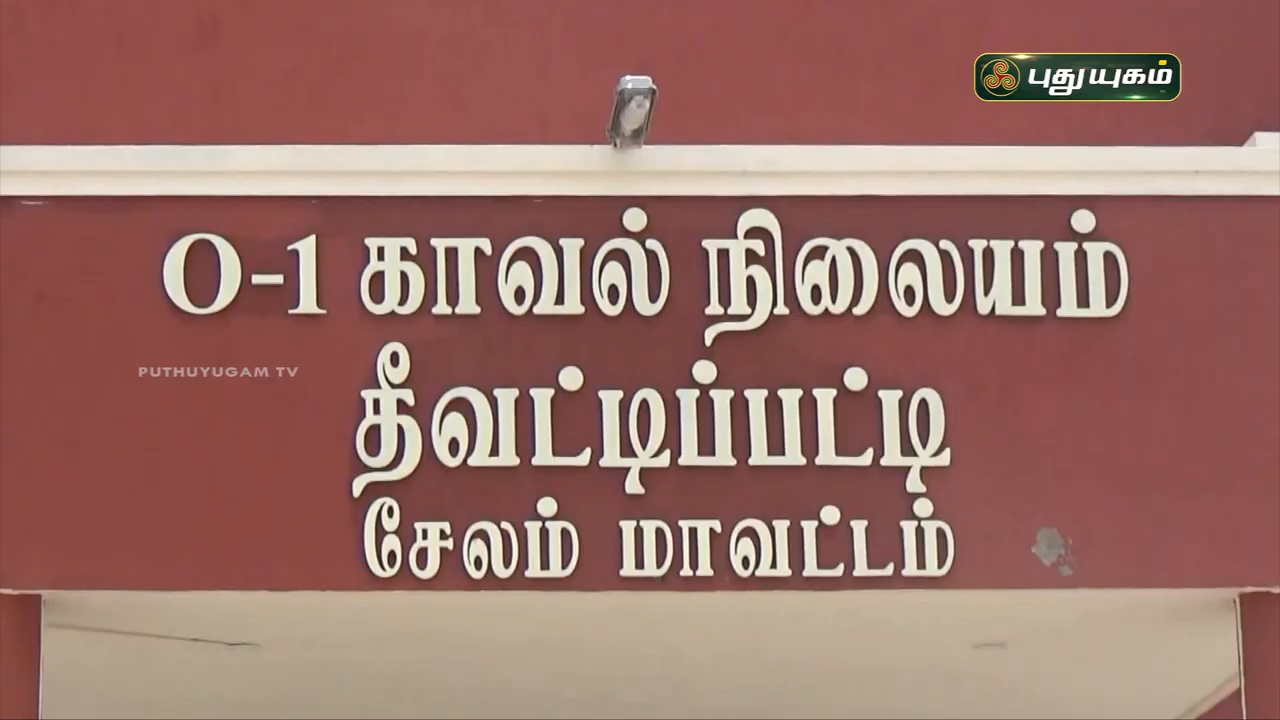 புதுயுகம்
O-1 காவல் நிலையம்
PUTHUYUGAM TV
தீவட்டிப்பட்டி
சேலம் மாவட்டம்